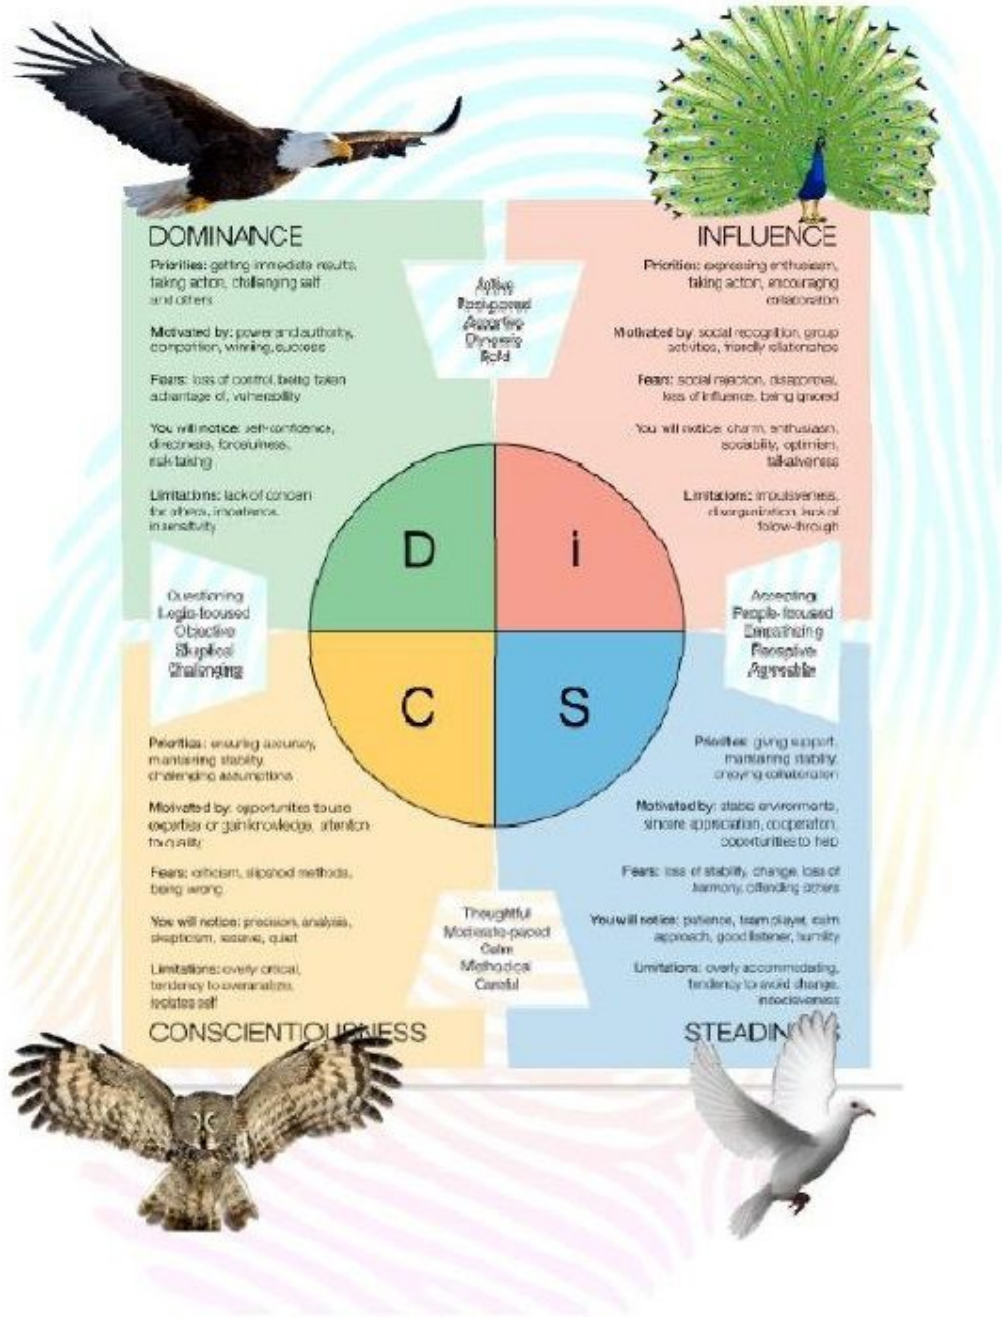 DOMINANCE
Priorities: getting immediate results,
taking action, challenging self
and others
Motivated by: power and authority,
competition, winning, success
Fears: loss of control, being taken
advantage of, vulnerability
You will notice: self-confidence,
directness, forcefulness,
risk-taking
Limitations: lack of concern
for others, impatience,
insensitivity
INFLUENCE
Priorities: expressing enthusiasm,
taking action, encouraging
collaboration
Motivated by: social recognition, group
activities, friendly relationships
Fears: social rejection, disapproval,
loss of influence, being ignored
You will notice: charm, enthusiasm,
sociability, optimism,
talkativeness
Limitations: impulsiveness,
disorganization, lack of
follow-through
Active
Fast-paced
Assertive
Dynamic
Bold
D
i
C
S
Questioning
Logic-focused
Objective
Skeptical
Challenging
Accepting
People-focused
Empathizing
Receptive
Agreeable
Priorities: ensuring accuracy,
maintaining stability,
challenging assumptions
Motivated by: opportunities to use
expertise or gain knowledge, attention
to quality
Fears: criticism, slipshod methods,
being wrong
You will notice: precision, analysis,
skepticism, reserve, quiet
Limitations: overly critical,
tendency to overanalize,
isolates self
CONSCIENTIOUSNESS
Priorities: giving support,
maintaining stability,
enjoying collaboration
Motivated by: stable environments,
sincere appreciation, cooperation,
opportunities to help
Fears: loss of stability, change, loss of
harmony, offending others
You will notice: patience, team player, calm
approach, good listener, humility
Limitations: overly accommodating,
tendency to avoid change,
indecisiveness
STEADINESS
Thoughtful
Moderate-paced
Calm
Methodical
Careful